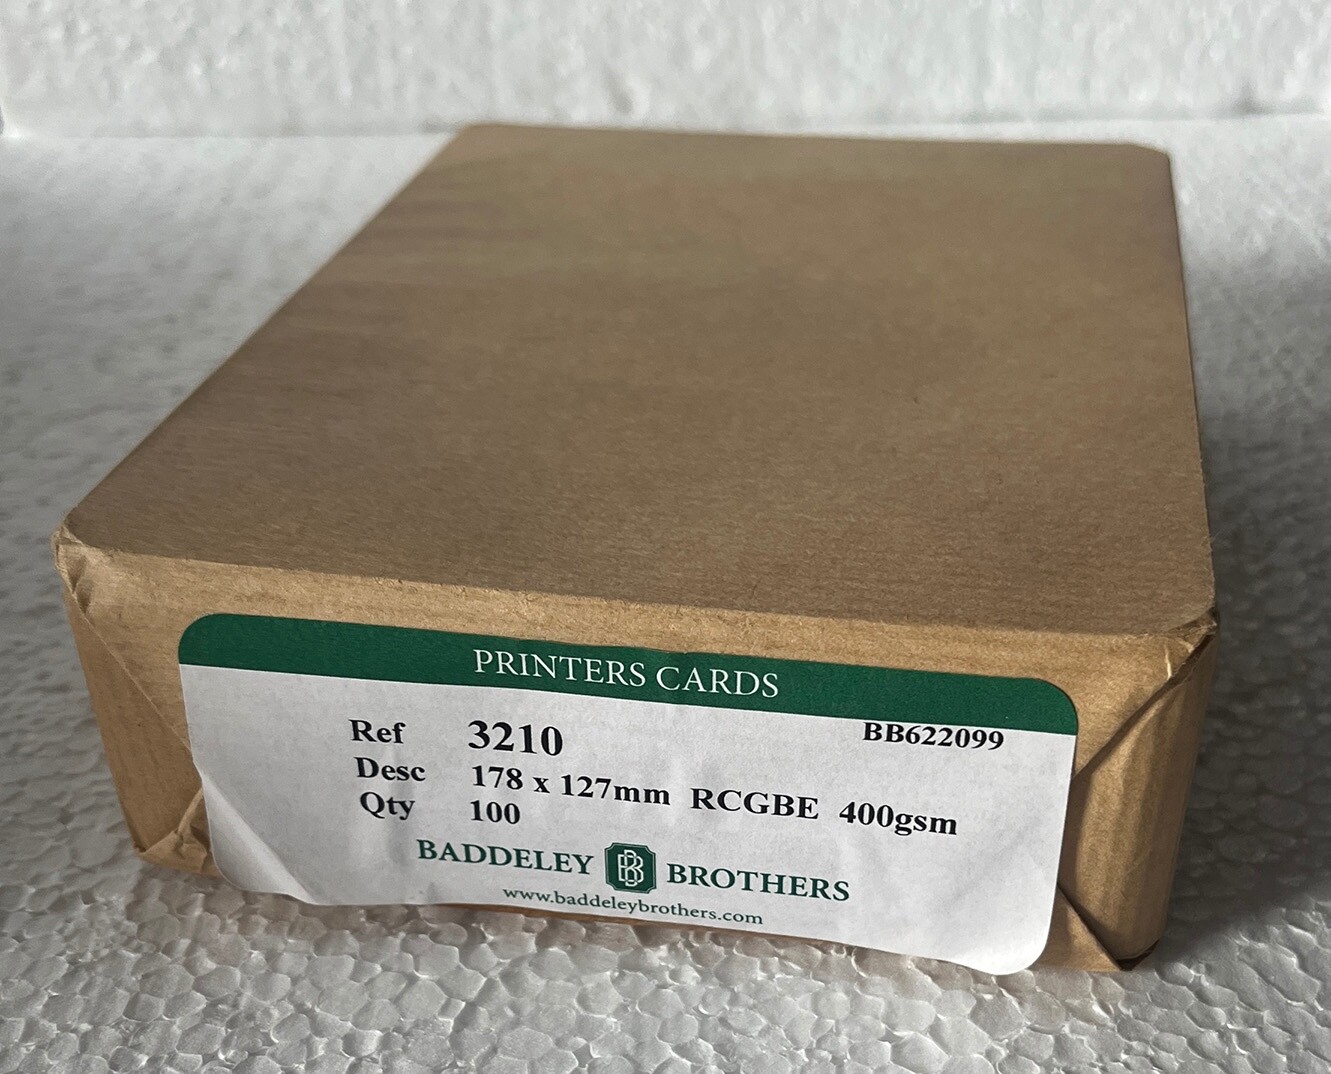 PRINTERS CARDS
Ref 3210 BB622099
Desc 178 x 127mm RCGBE 400gsm
Qty 100
BADDELEY BB BROTHERS
www.baddeleybrothers.com